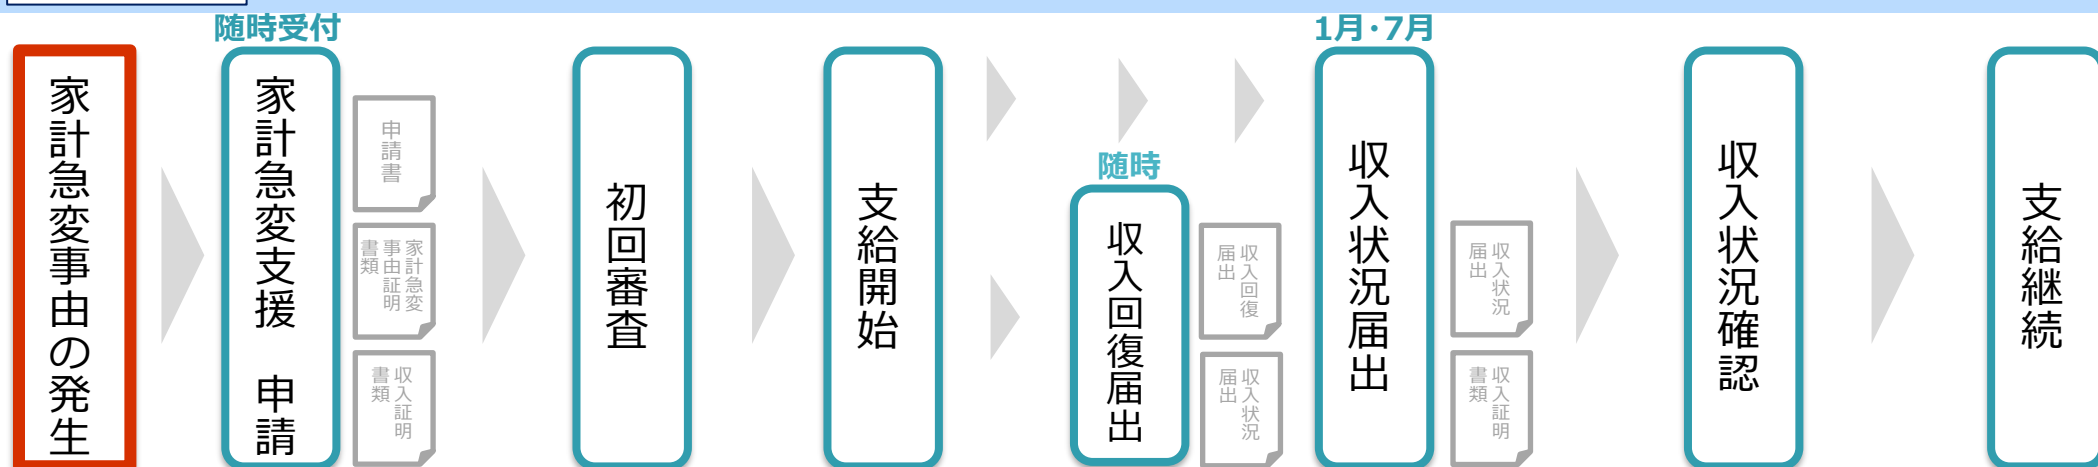 家計急変事由の発生
随時受付
家計急変支援 申請
申請書
家計急変
事由証明
書類
収入証明
書類
初回審査
支給開始
随時
収入回復届出
収入回復
届出
収入状況
届出
1月・7月
収入状況届出
収入状況
届出
収入証明
書類
収入状況確認
支給継続